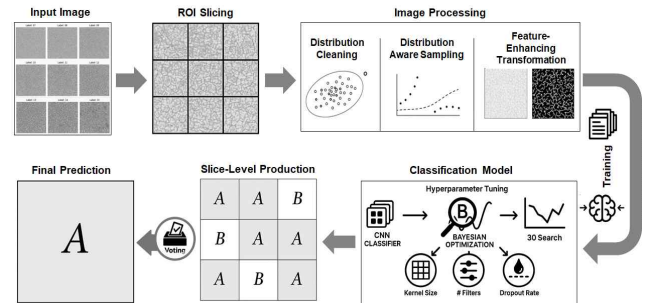 Input Image
ROI Slicing
Image Processing
Distribution
Cleaning
Distribution
Aware Sampling
Feature-
Enhancing
Transformation
Training
Final Prediction
A
Voting
Slice-Level Production
A A B
B A A
A B A
Classification Model
Hyperparameter Tuning
CNN
CLASSIFIER
B
BAYESIAN
OPTIMIZATION
30 Search
Kernel Size
# Filters
Dropout Rate